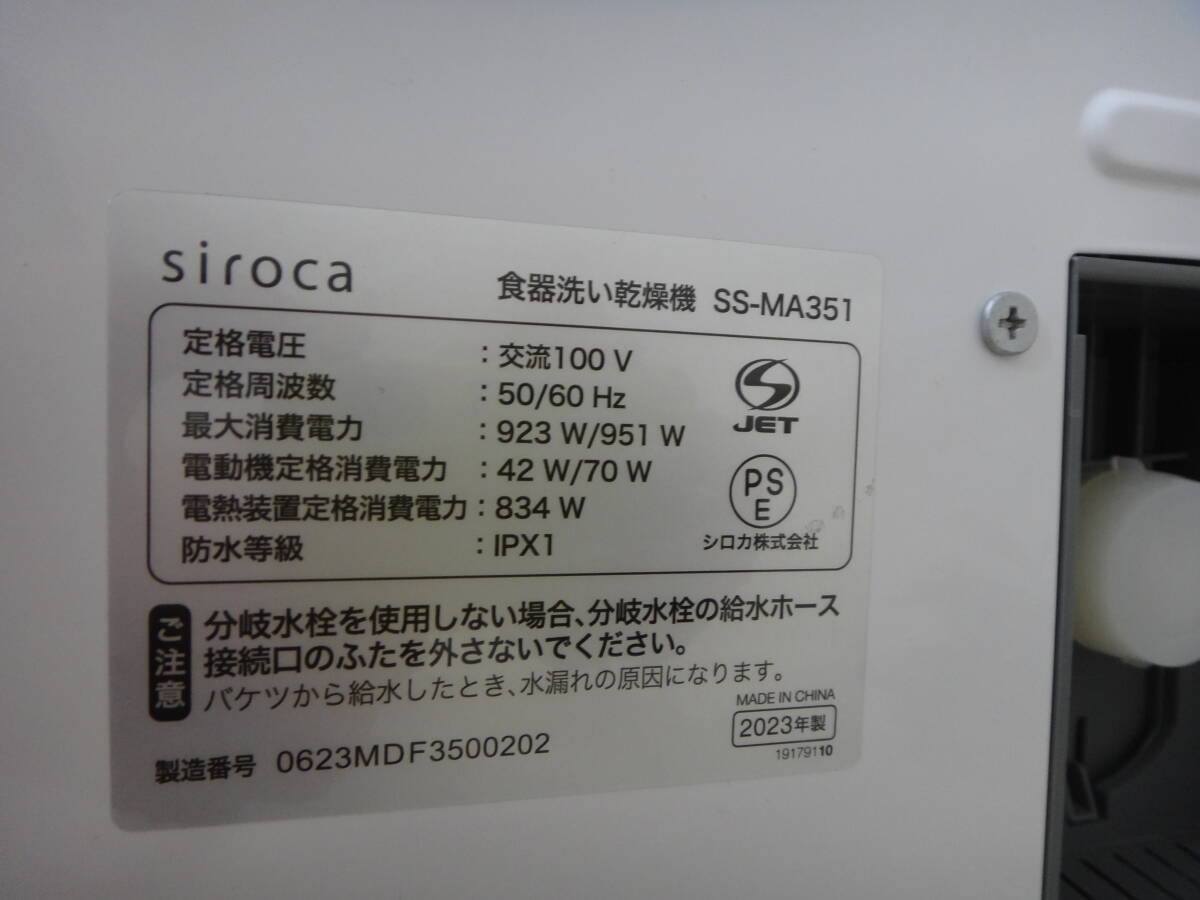 siroca
食器洗い乾燥機 SS-MA351
定格電圧 : 交流100 V
定格周波数 : 50/60 Hz
最大消費電力 : 923 W/951 W
電動機定格消費電力 : 42 W/70 W
電熱装置定格消費電力 : 834 W
防水等級 : IPX1
JET
PS
E
シロカ株式会社
ご注意
分岐水栓を使用しない場合、分岐水栓の給水ホース
接続口のふたを外さないでください。
バケツから給水したとき、水漏れの原因になります。
MADE IN CHINA
2023年製
19179110
製造番号 0623MDF3500202